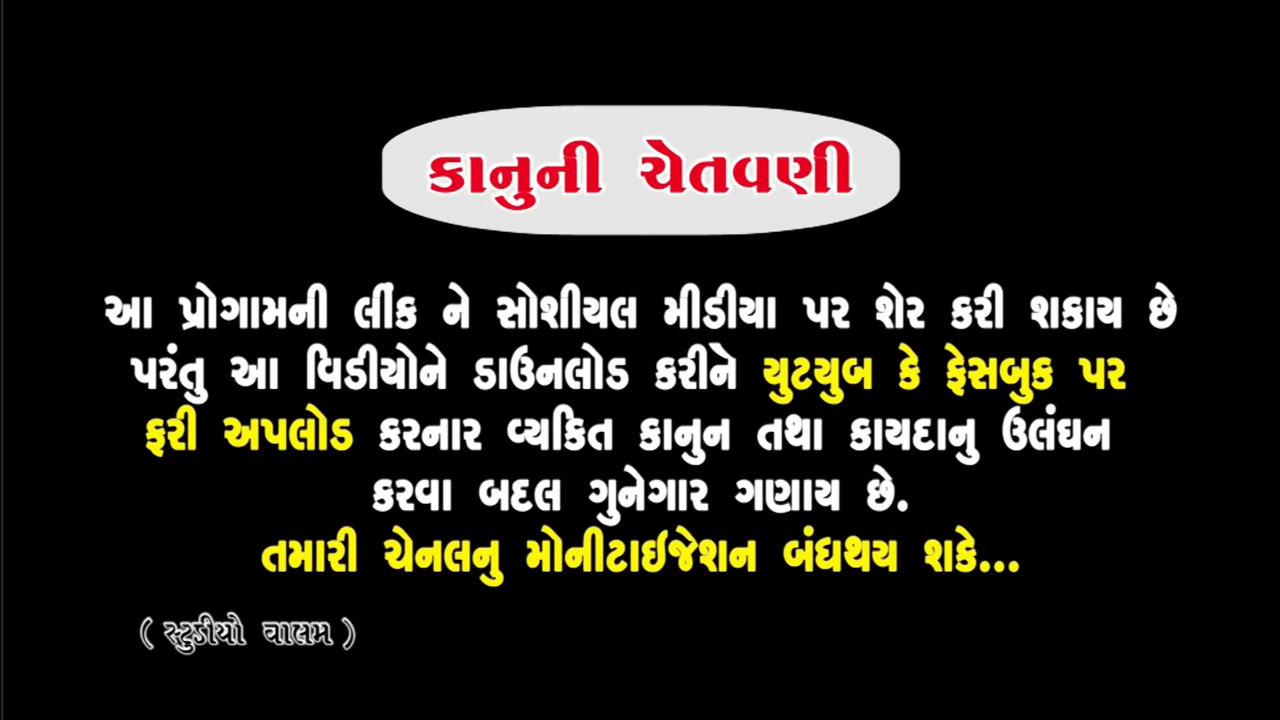 કાનુની ચેતવણી
આ પ્રોગામની લીંક ને સોશીયલ મીડીયા પર શેર કરી શકાય છે
પરંતુ આ વિડીયોને ડાઉનલોડ કરીને યુટયુબ કે ફેસબુક પર
ફરી અપલોડ કરનાર વ્યકિત કાનુન તથા કાયદાનુ ઉલંઘન
કરવા બદલ ગુનેગાર ગણાય છે.
તમારી ચેનલનુ મોનીટાઇજેશન બંધથય શકે...
( સ્ટુડીયો વાલમ )